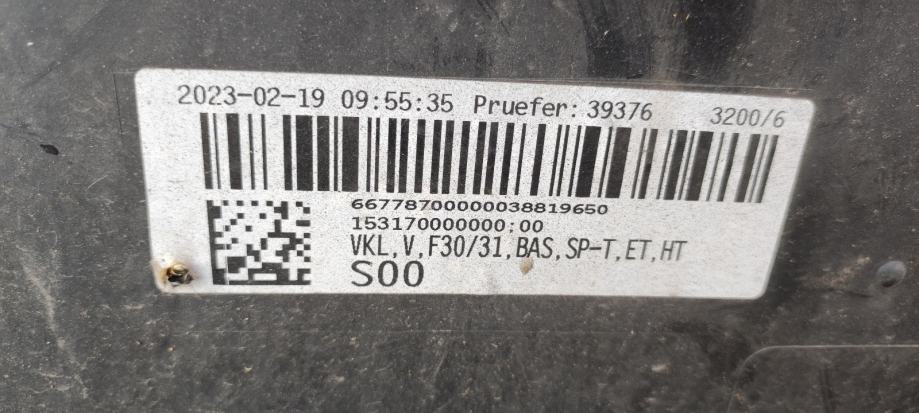 2023-02-19 09:55:35 Pruefer: 39376 3200/6
66778700000038819650
153170000000:00
VKL,V,F30/31,BAS,SP-T,ET,HT
S00